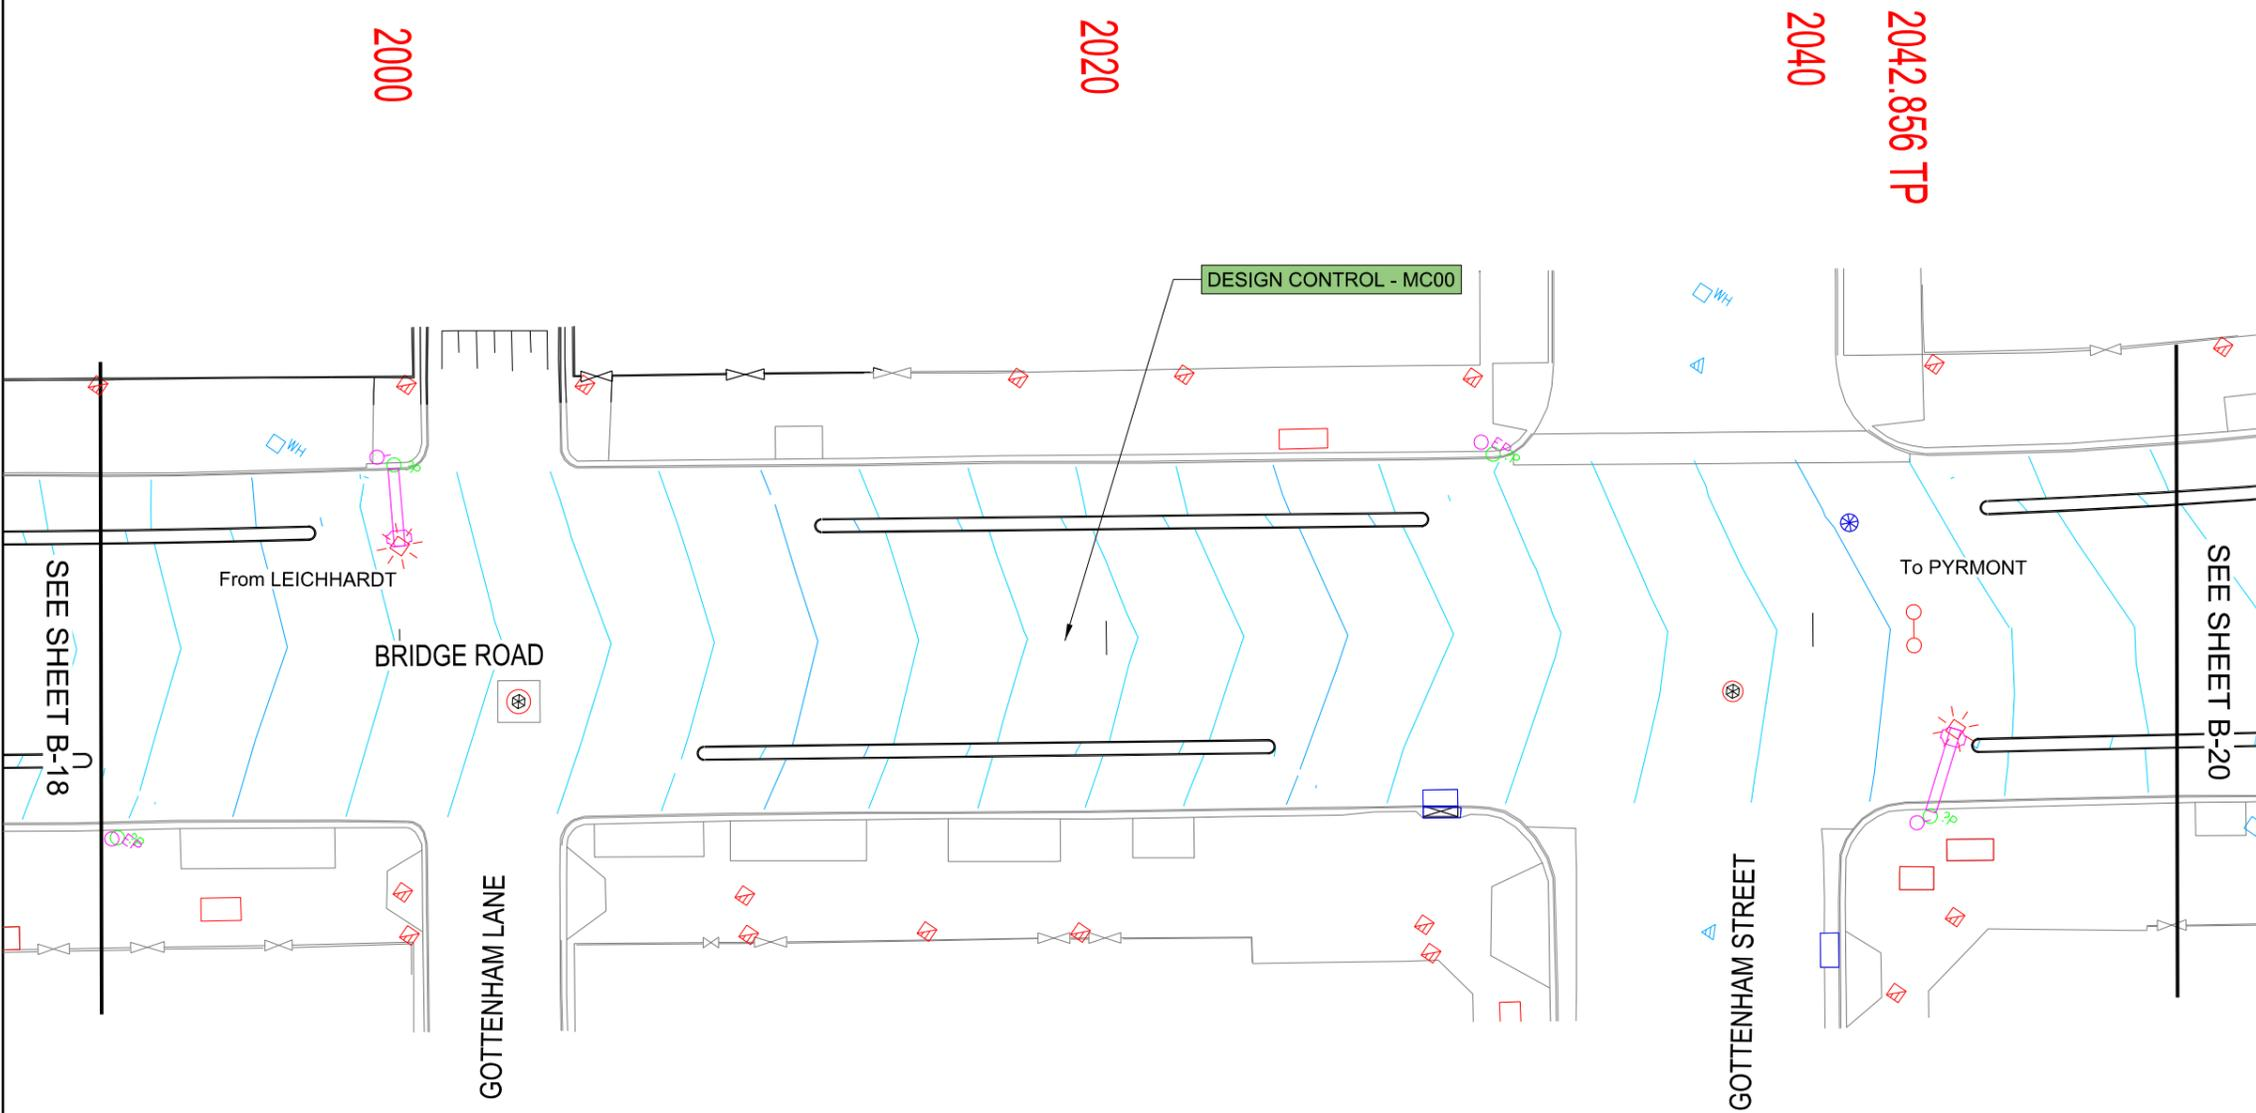 2000
2020
2040
2042.856 TP
DESIGN CONTROL - MC00
WH
WH
EP
From LEICHHARDT
To PYRMONT
BRIDGE ROAD
SEE SHEET B-18
SEE SHEET B-20
GOTTENHAM LANE
GOTTENHAM STREET